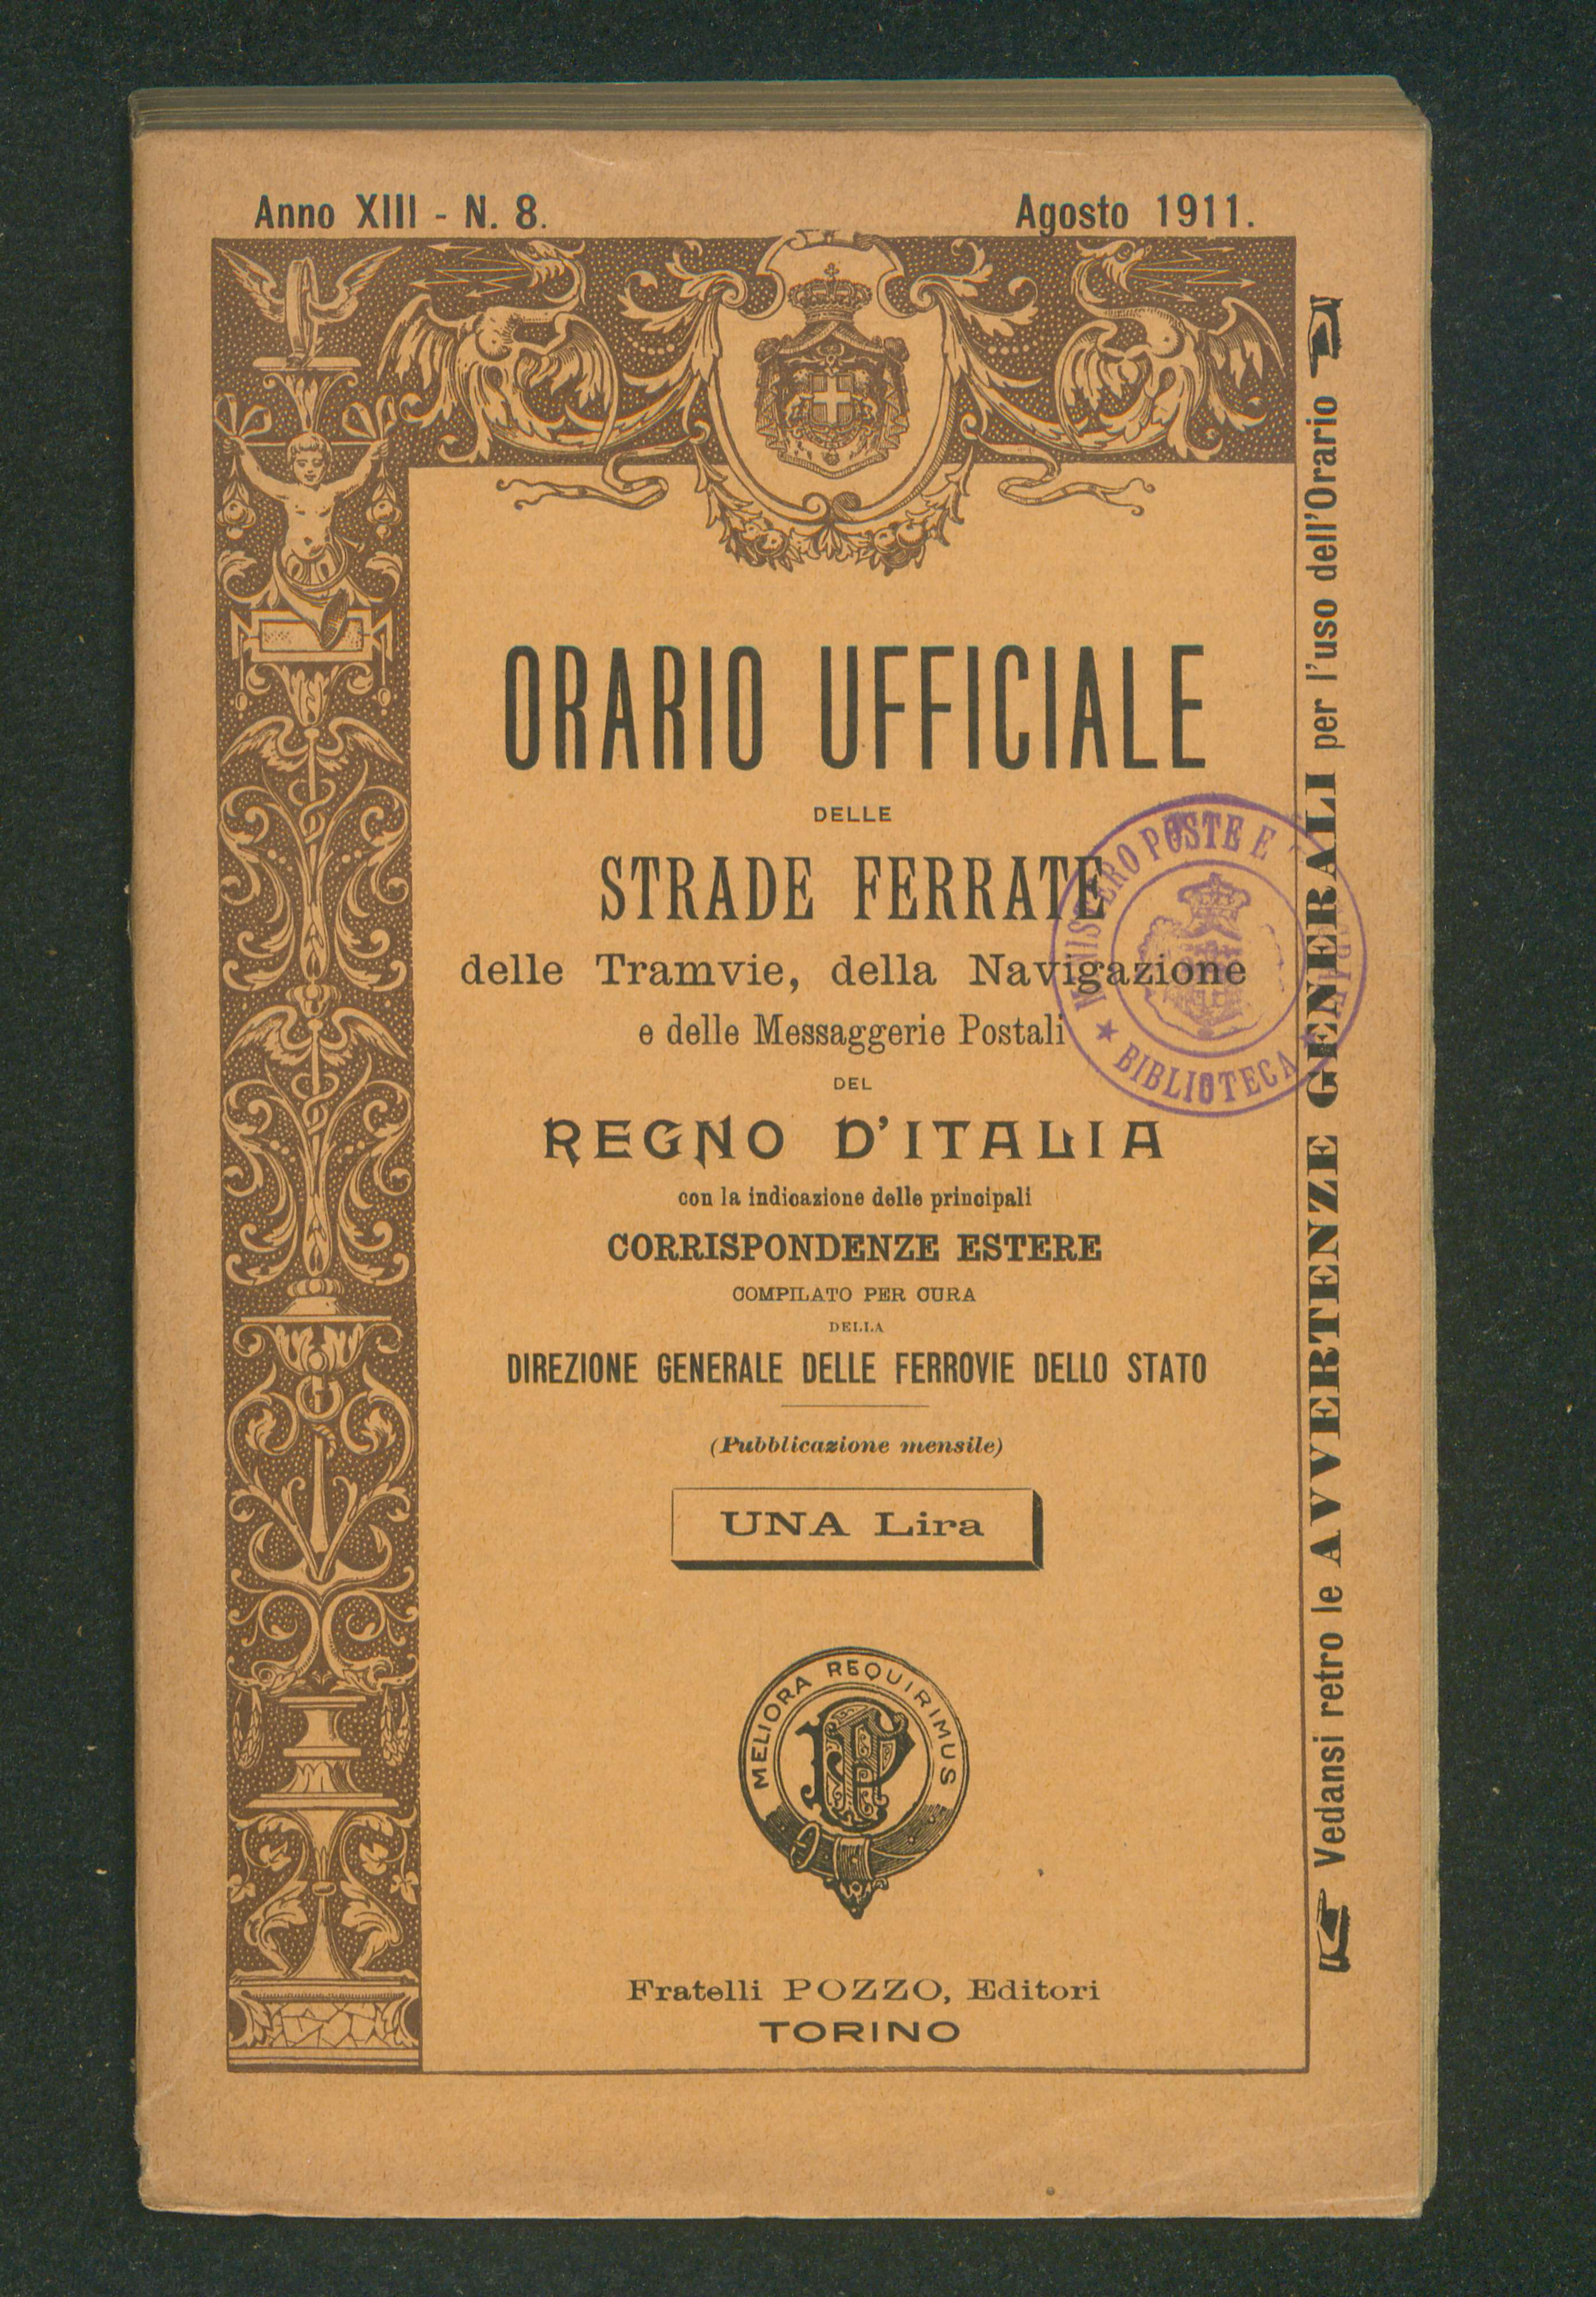 Anno XIII - N. 8.
Agosto 1911.
ORARIO UFFICIALE
DELLE
STRADE FERRATE
delle Tramvie, della Navigazione
e delle Messaggerie Postali
DEL
REGNO D'ITALIA
con la indicazione delle principali
CORRISPONDENZE ESTERE
COMPILATO PER CURA
DELLA
DIREZIONE GENERALE DELLE FERROVIE DELLO STATO
(Pubblicazione mensile)
UNA Lira
MELIORA REQUIRIMUS
FP
Fratelli POZZO, Editori
TORINO
Vedansi retro le AVVERTENZE GENERALI per l'uso dell'Orario
MINISTERO POSTE E
★ BIBLIOTECA ★